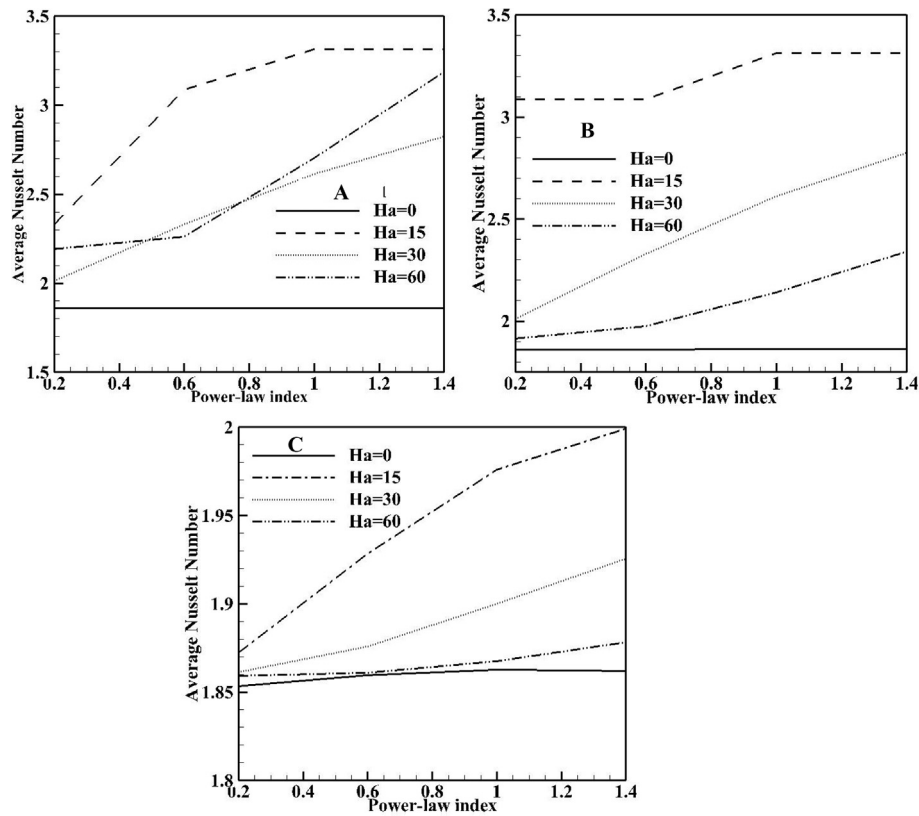 3.5
3
2.5
2
1.5
Average Nusselt Number
A
Ha=0
Ha=15
Ha=30
Ha=60
0.2 0.4 0.6 0.8 1 1.2 1.4
Power-law index
3.5
3
2.5
2
Average Nusselt Number
B
Ha=0
Ha=15
Ha=30
Ha=60
0.2 0.4 0.6 0.8 1 1.2 1.4
Power-law index
2
1.95
1.9
1.85
1.8
Average Nusselt Number
C
Ha=0
Ha=15
Ha=30
Ha=60
0.2 0.4 0.6 0.8 1 1.2 1.4
Power-law index